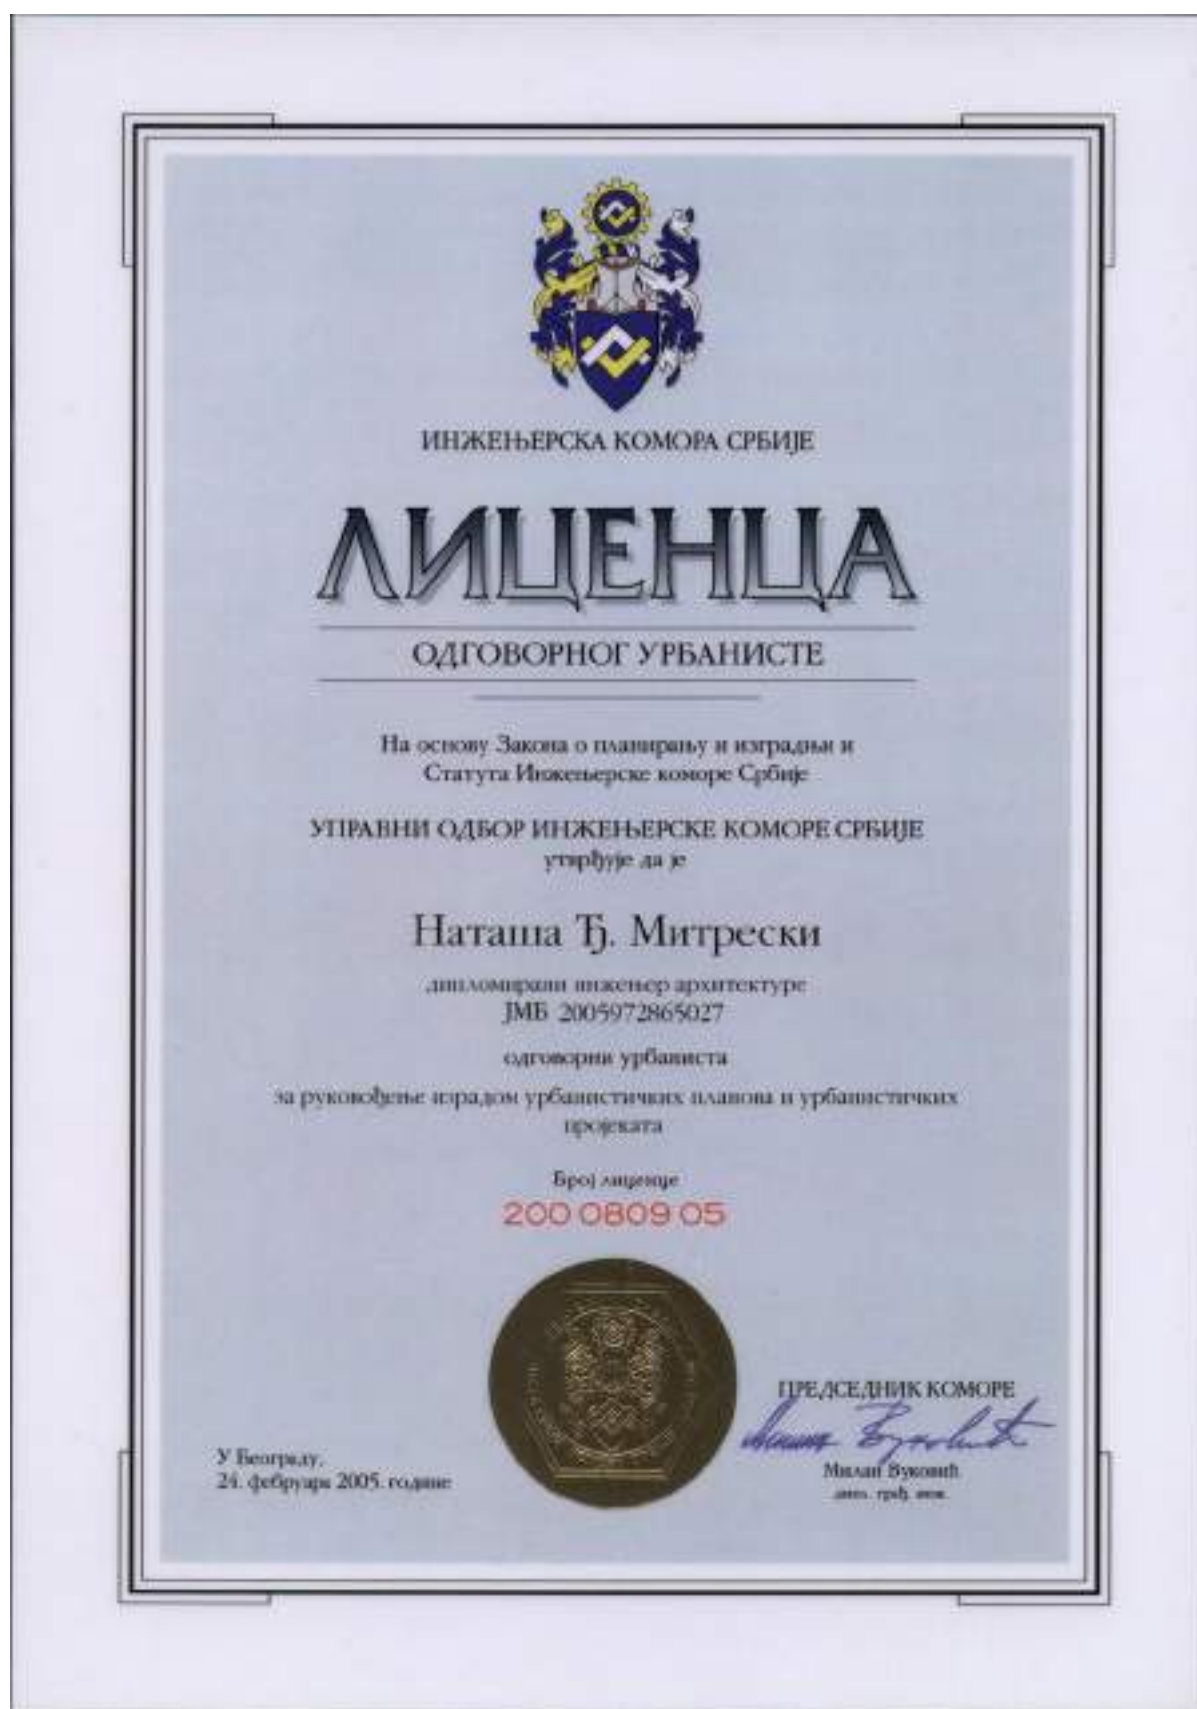 ИНЖЕЊЕРСКА КОМОРА СРБИЈЕ
ЛИЦЕНЦА
ОДГОВОРНОГ УРБАНИСТЕ
На основу Закона о планирању и изградњи и
Статута Инжењерске коморе Србије
УПРАВНИ ОДБОР ИНЖЕЊЕРСКЕ КОМОРЕ СРБИЈЕ
утврђује да је
Наташа Ђ. Митрески
дипломирани инжењер архитектуре
ЈМБ 2005972865027
одговорни урбаниста
за руковођење израдом урбанистичких планова и урбанистичких
пројеката
Број лиценце
200 0809 05
ПРЕДСЕДНИК КОМОРЕ
Милан Вуковић
дипл. грађ. инж.
У Београду,
24. фебруара 2005. године